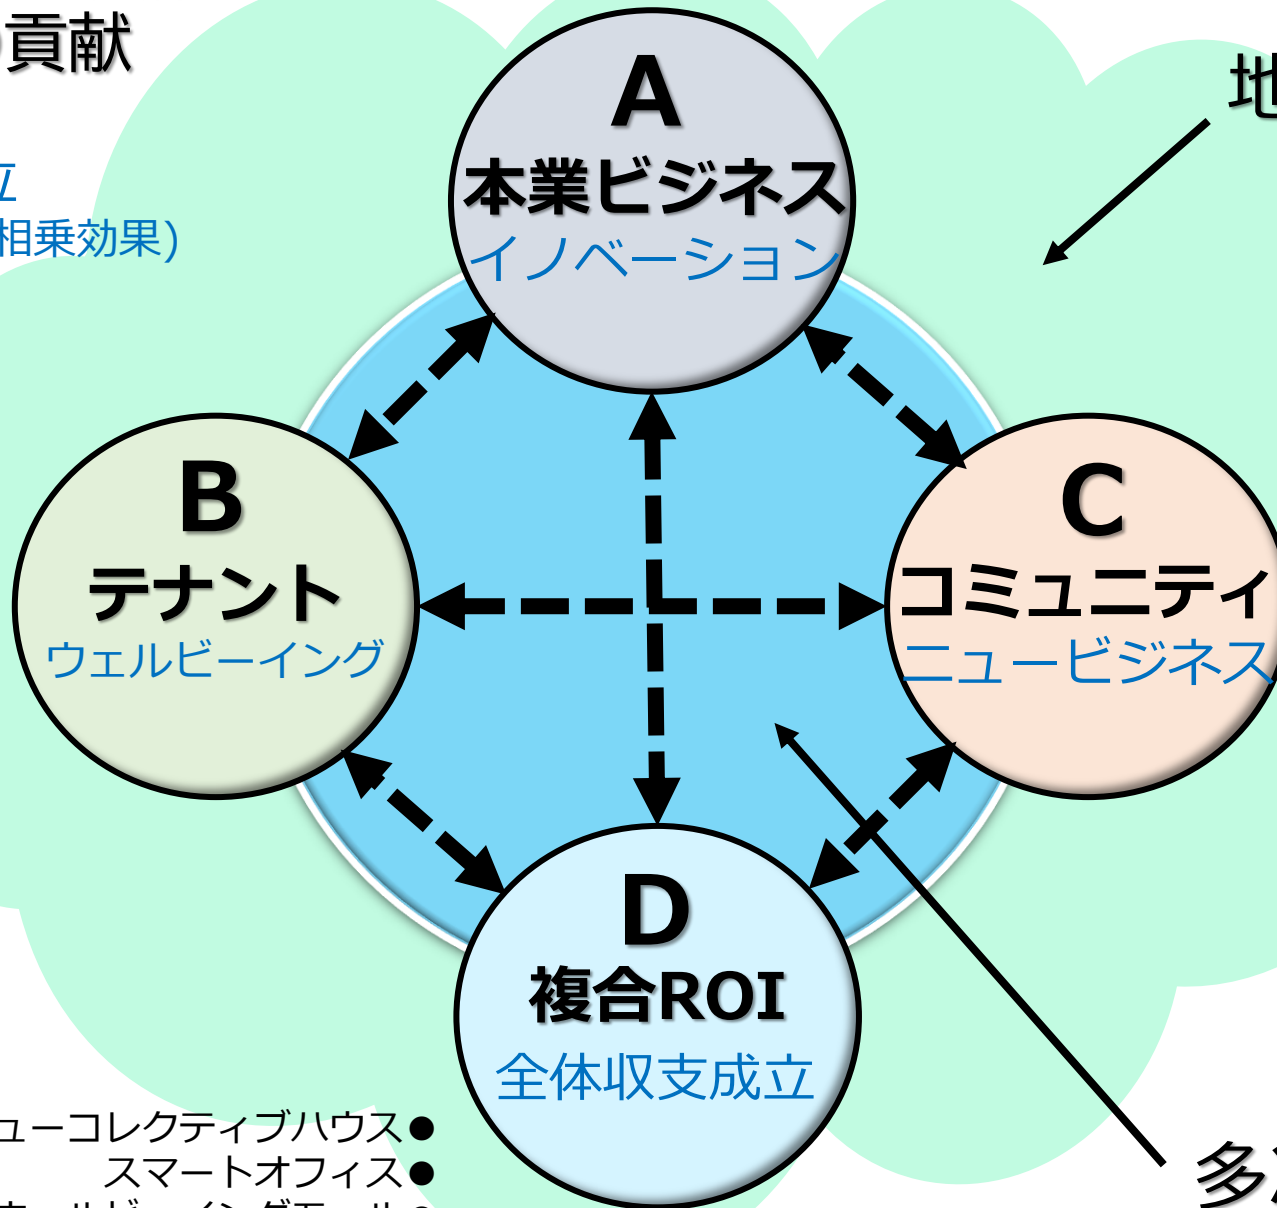 貢献
地
立
相乗効果)
A
本業ビジネス
イノベーション
B
テナント
ウェルビーイング
C
コミュニティ
ニュービジネス
D
複合ROI
全体収支成立
ューコレクティブハウス●
スマートオフィス●
多